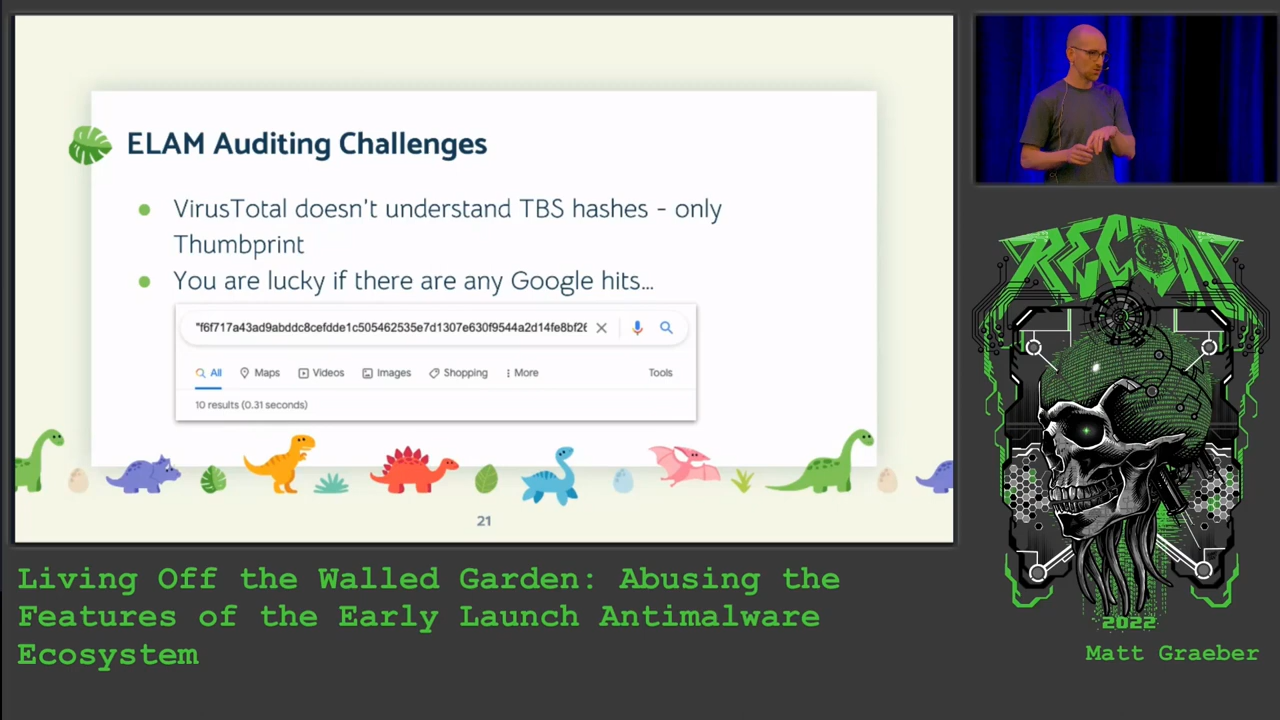 ELAM Auditing Challenges
● VirusTotal doesn't understand TBS hashes - only
Thumbprint
● You are lucky if there are any Google hits...
"f6f717a43ad9abddc8cefdde1c505462535e7d1307e630f9544a2d14fe8bf26
All
Maps
Videos
Images
Shopping
More
Tools
10 results (0.31 seconds)
21
RECON
2022
Living Off the Walled Garden: Abusing the
Features of the Early Launch Antimalware
Ecosystem
Matt Graeber